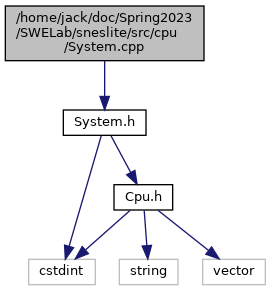 /home/jack/doc/Spring2023
/SWELab/sneslite/src/cpu
/System.cpp
System.h
Cpu.h
cstdint
string
vector